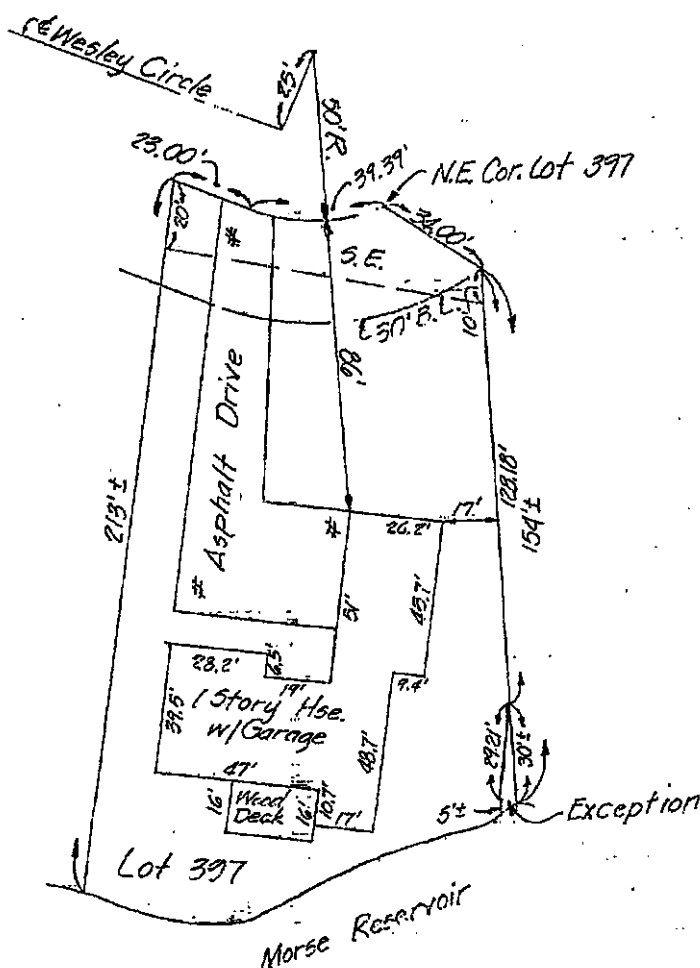 ℄ Wesley Circle
25'
50' R.
23.00'
39.39'
N.E. Cor. Lot 397
34.00'
20'
#
S.E.
10'
50' B.L.
86'
Asphalt Drive
213'±
128.18'
154'±
#
26.2'
17'
#
51'
45.7'
28.2'
6.5'
19'
9.4'
39.5'
1 Story Hse.
w/Garage
48.7'
29.21'
30'±
47'
16'
Wood
Deck
16'
10.7'
17'
5'±
Exception
Lot 397
Morse Reservoir